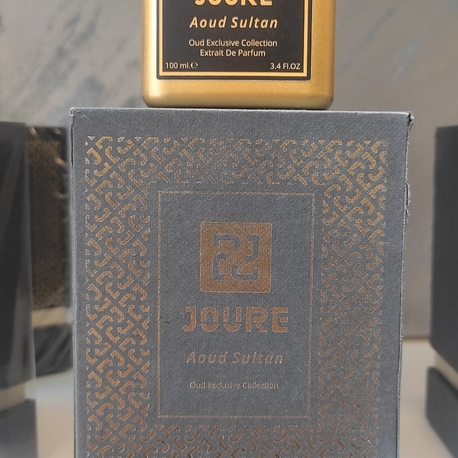 JOURE
Aoud Sultan
Oud Exclusive Collection
Extrait De Parfum
100 ml.℮ 3.4 Fl.OZ
JOURE
Aoud Sultan
Oud Exclusive Collection